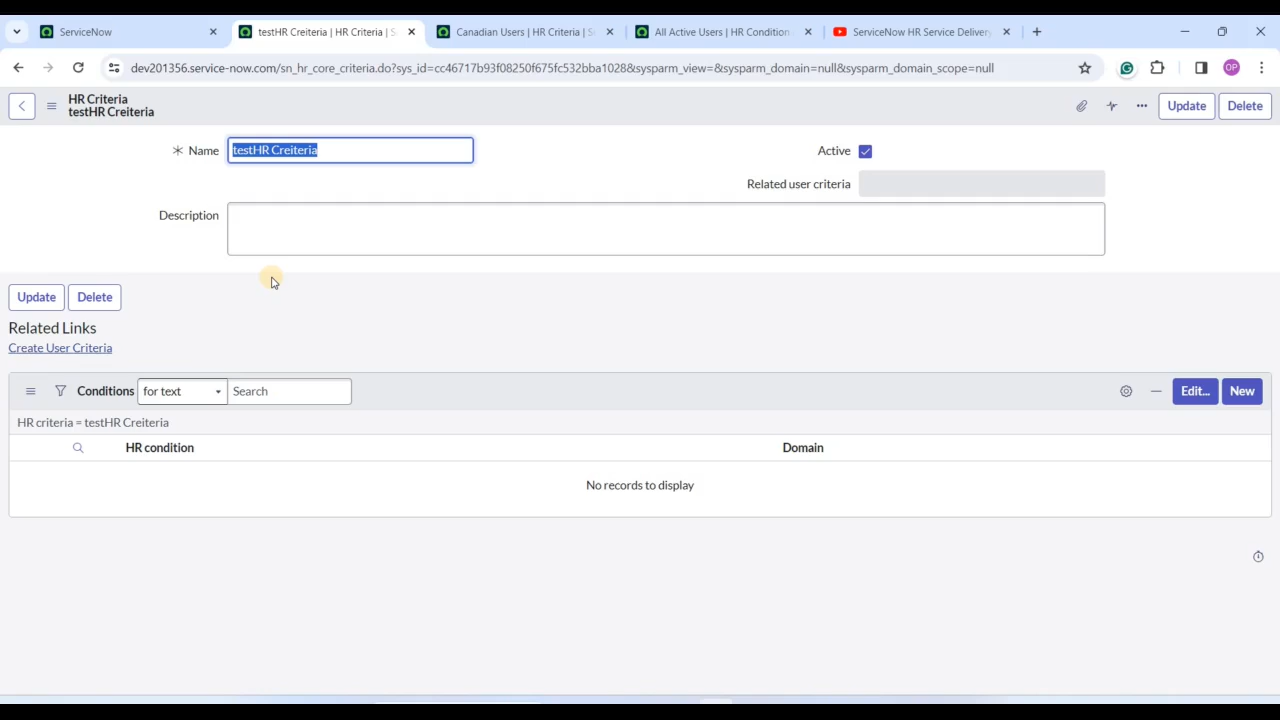 ServiceNow
testHR Creiteria | HR Criteria | S
Canadian Users | HR Criteria | S
All Active Users | HR Condition
ServiceNow HR Service Delivery
dev201356.service-now.com/sn_hr_core_criteria.do?sys_id=cc46717b93f08250f675fc532bba1028&sysparm_view=&sysparm_domain=null&sysparm_domain_scope=null
OP
HR Criteria
testHR Creiteria
Update
Delete
Name
testHR Creiteria
Active
Related user criteria
Description
Update
Delete
Related Links
Create User Criteria
Conditions
for text
Search
Edit...
New
HR criteria = testHR Creiteria
HR condition
Domain
No records to display